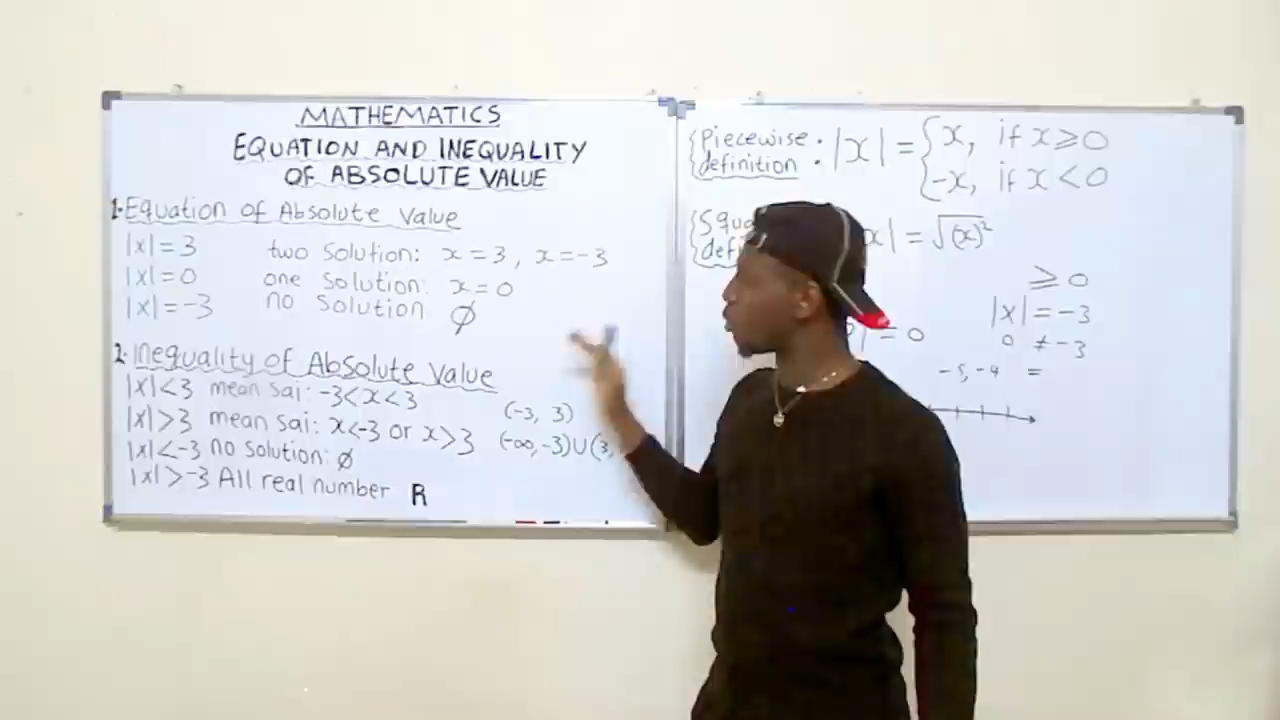 MATHEMATICS
EQUATION AND INEQUALITY
OF ABSOLUTE VALUE
1. Equation of Absolute Value
|x| = 3 two solution: x = 3, x = -3
|x| = 0 one solution: x = 0
|x| = -3 no solution ∅
2. Inequality of Absolute Value
|x| < 3 mean sai: -3 < x < 3 (-3, 3)
|x| > 3 mean sai: x < -3 or x > 3 (-∞, -3) ∪ (3,
|x| < -3 no solution: ∅
|x| > -3 All real number R
Piecewise definition : |x| = { x, if x ≥ 0
-x, if x < 0
|x| = √(x)²
≥ 0
|x| = -3
| = 0
0 ≠ -3
-5, -4 =